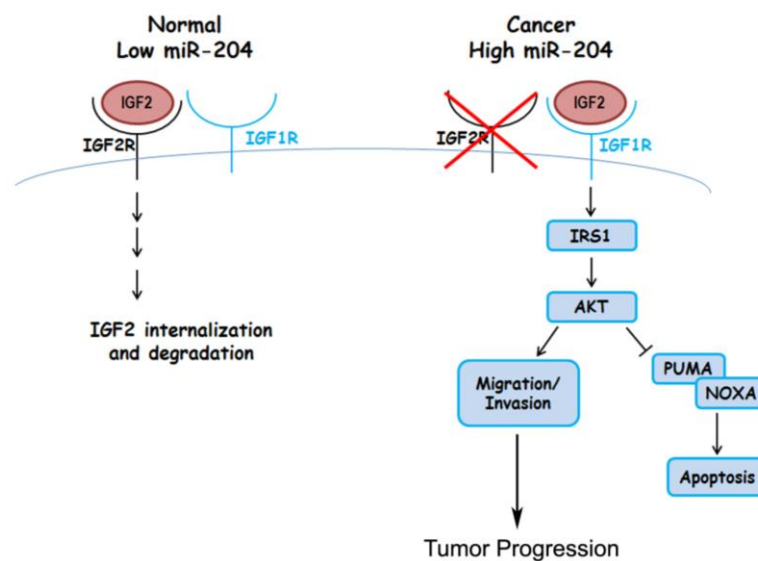 Normal
Low miR-204
IGF2
IGF2R
IGF1R
IGF2 internalization
and degradation
Cancer
High miR-204
IGF2R
IGF2
IGF1R
IRS1
AKT
Migration/
Invasion
PUMA
NOXA
Apoptosis
Tumor Progression